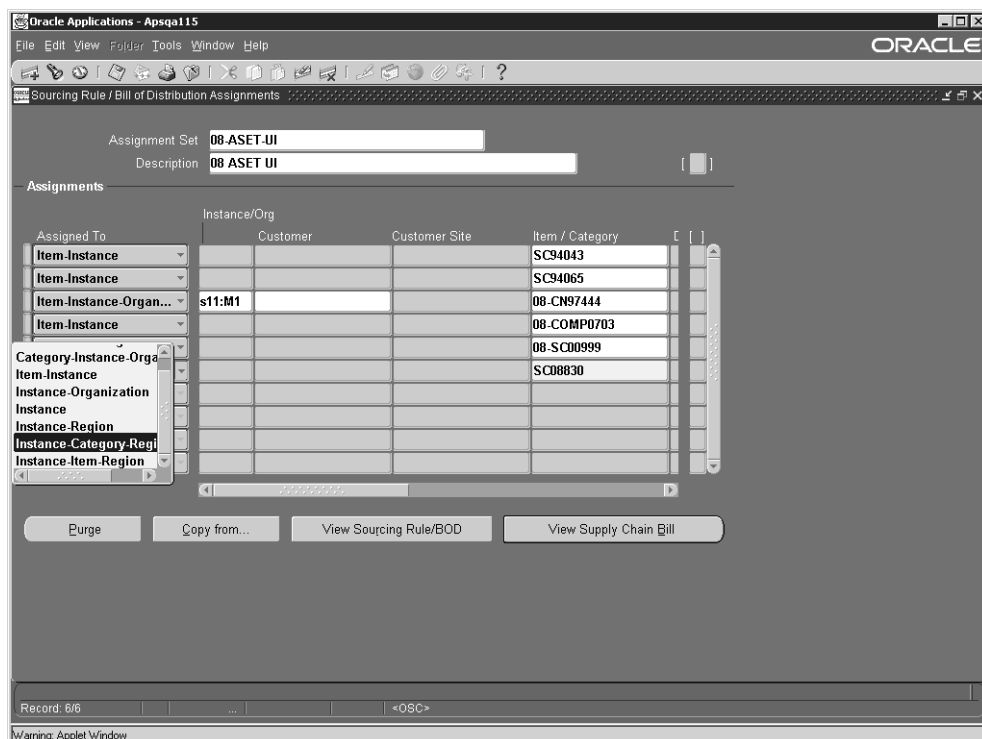 Oracle Applications - Apsqa115
File Edit View Folder Tools Window Help
ORACLE
Sourcing Rule / Bill of Distribution Assignments
Assignment Set 08-ASET-UI
Description 08 ASET UI [ ]
Assignments
Instance/Org
Assigned To Customer Customer Site Item / Category [ ]
Item-Instance SC94043
Item-Instance SC94065
Item-Instance-Organ... s11:M1 08-CN97444
Item-Instance 08-COMP0703
08-SC00999
SC08830
Category-Instance-Orga
Item-Instance
Instance-Organization
Instance
Instance-Region
Instance-Category-Regi
Instance-Item-Region
Purge Copy from... View Sourcing Rule/BOD View Supply Chain Bill
Record: 6/6 ... <OSC>
Warning: Applet Window